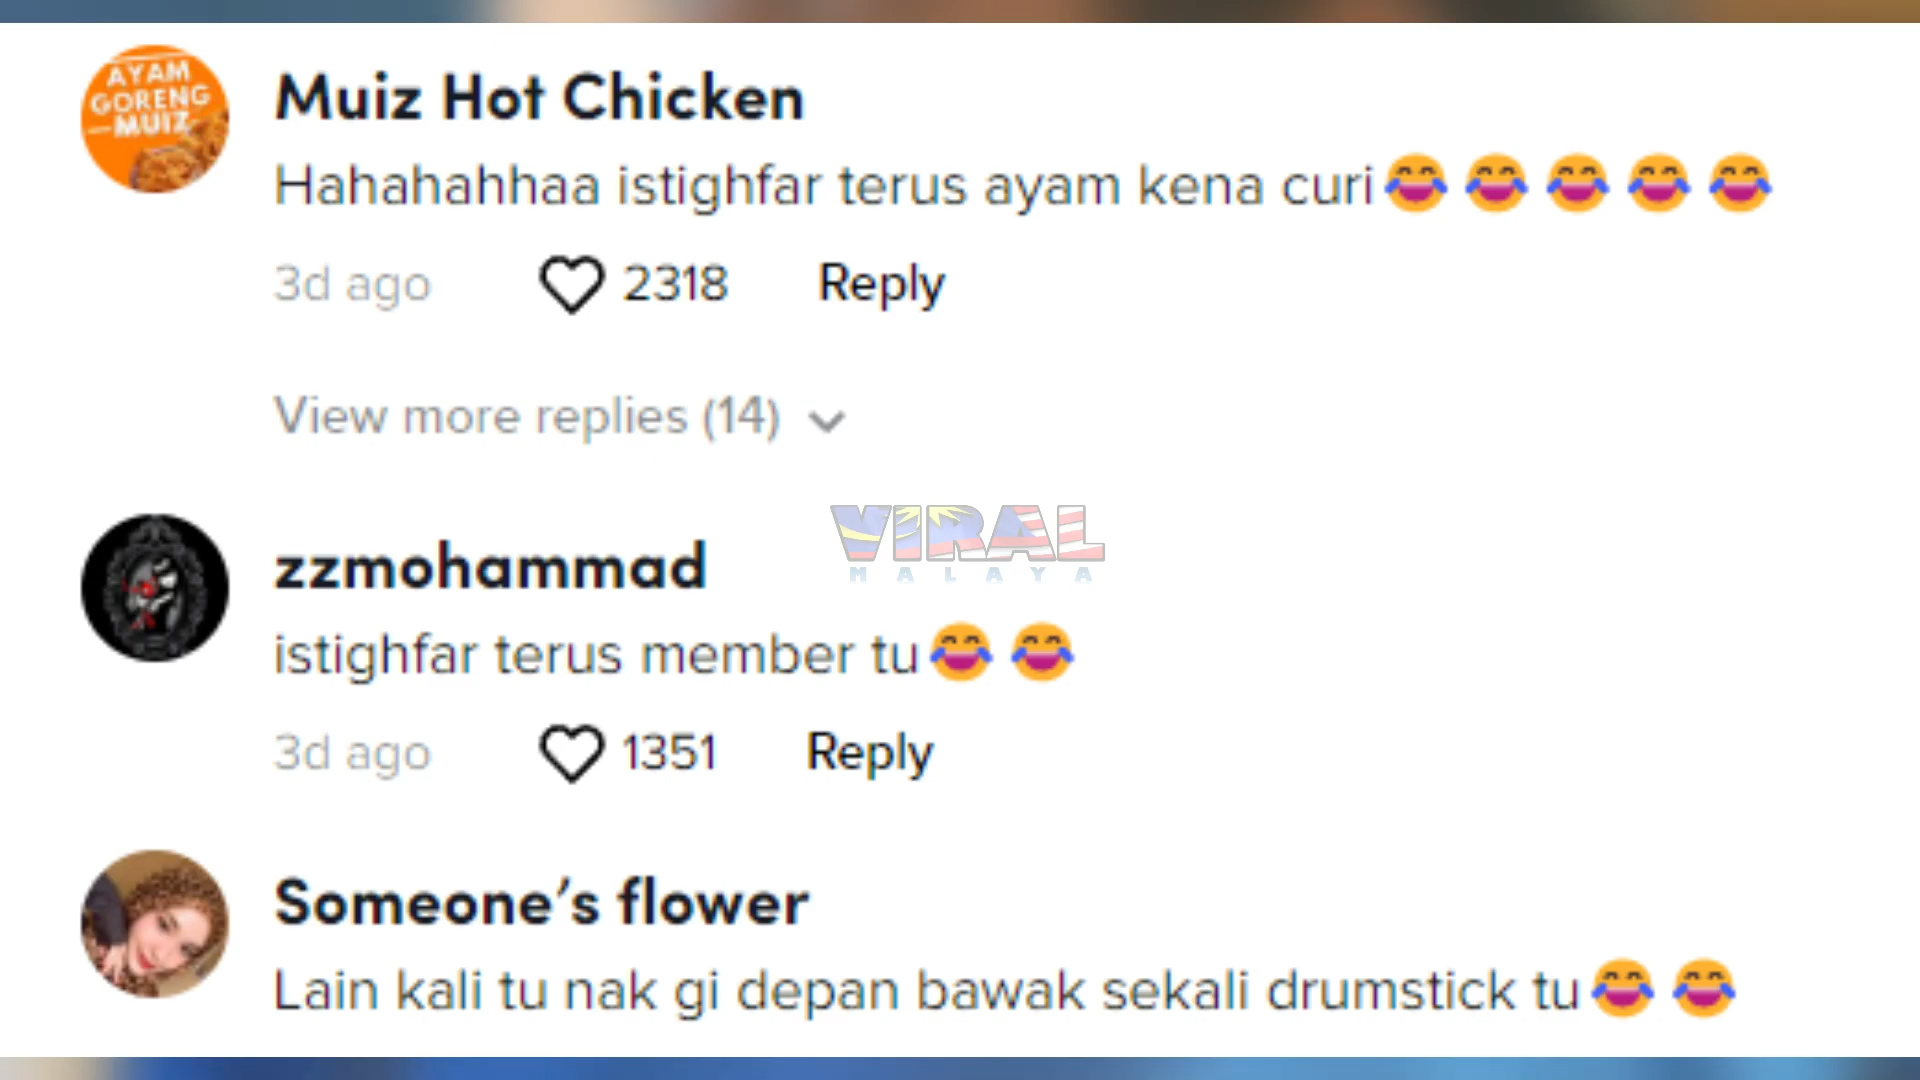 AYAM
GORENG
MUIZ
Muiz Hot Chicken
Hahahahhaa istighfar terus ayam kena curi😂😂😂😂😂
3d ago 2318 Reply
View more replies (14)
VIRAL
MALAYA
zzmohammad
istighfar terus member tu😂😂
3d ago 1351 Reply
Someone's flower
Lain kali tu nak gi depan bawak sekali drumstick tu😂😂